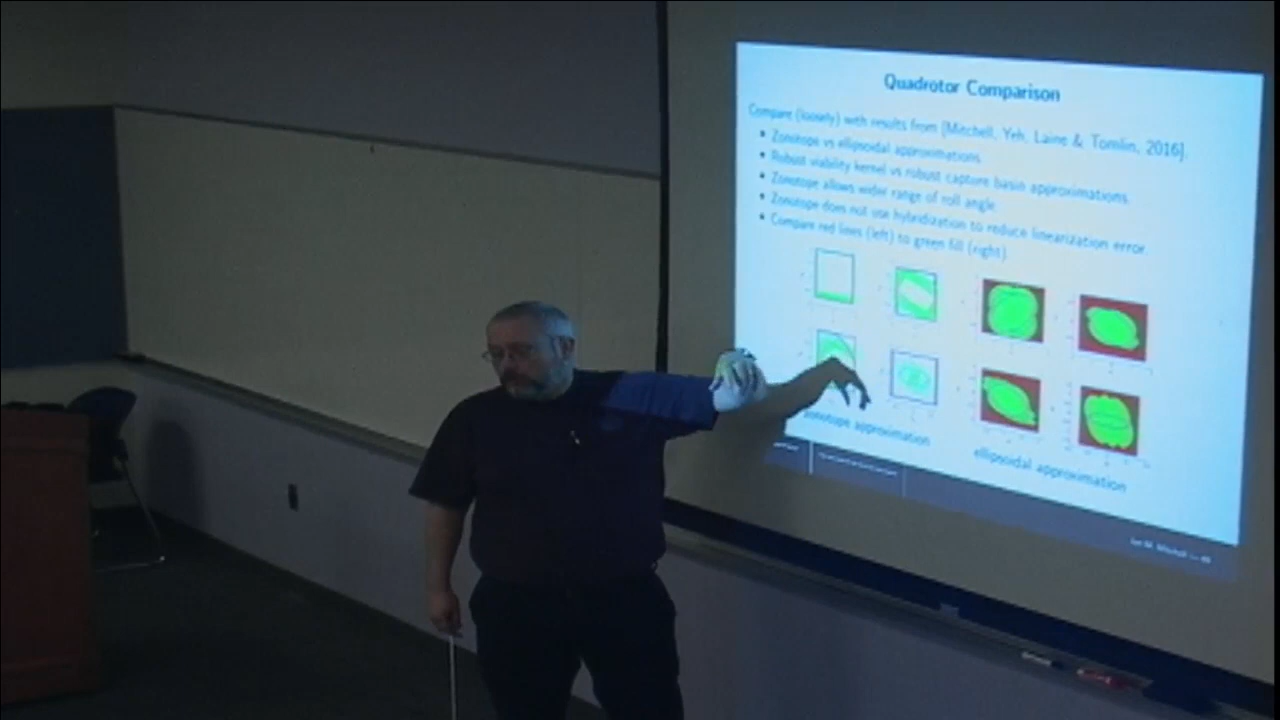 Quadrotor Comparison
Compare (loosely) with results from [Mitchell, Yeh, Laine & Tomlin, 2016].
• Zonotope vs ellipsoidal approximations.
• Robust viability kernel vs robust capture basin approximations.
• Zonotope allows wider range of roll angle.
• Zonotope does not use hybridization to reduce linearization error.
• Compare red lines (left) to green fill (right)
approximation
ellipsoidal approximation
Ian M. Mitchell